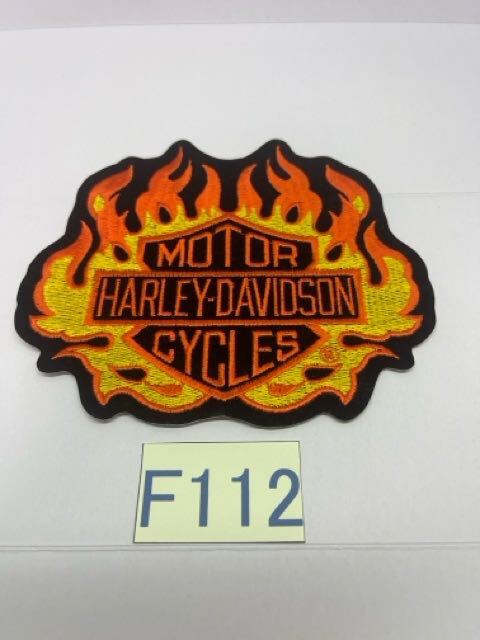 MOTOR
HARLEY-DAVIDSON
CYCLES ®
F112